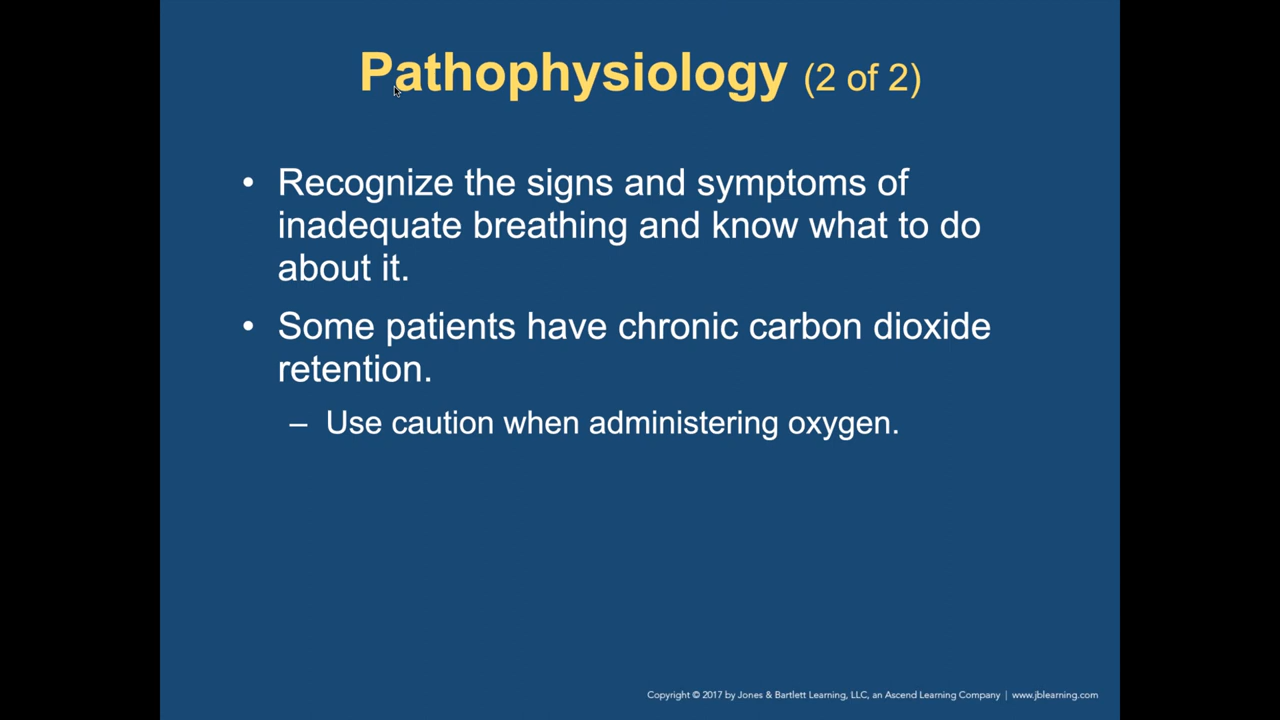 Pathophysiology (2 of 2)
• Recognize the signs and symptoms of
inadequate breathing and know what to do
about it.
• Some patients have chronic carbon dioxide
retention.
– Use caution when administering oxygen.
Copyright © 2017 by Jones & Bartlett Learning, LLC, an Ascend Learning Company | www.jblearning.com